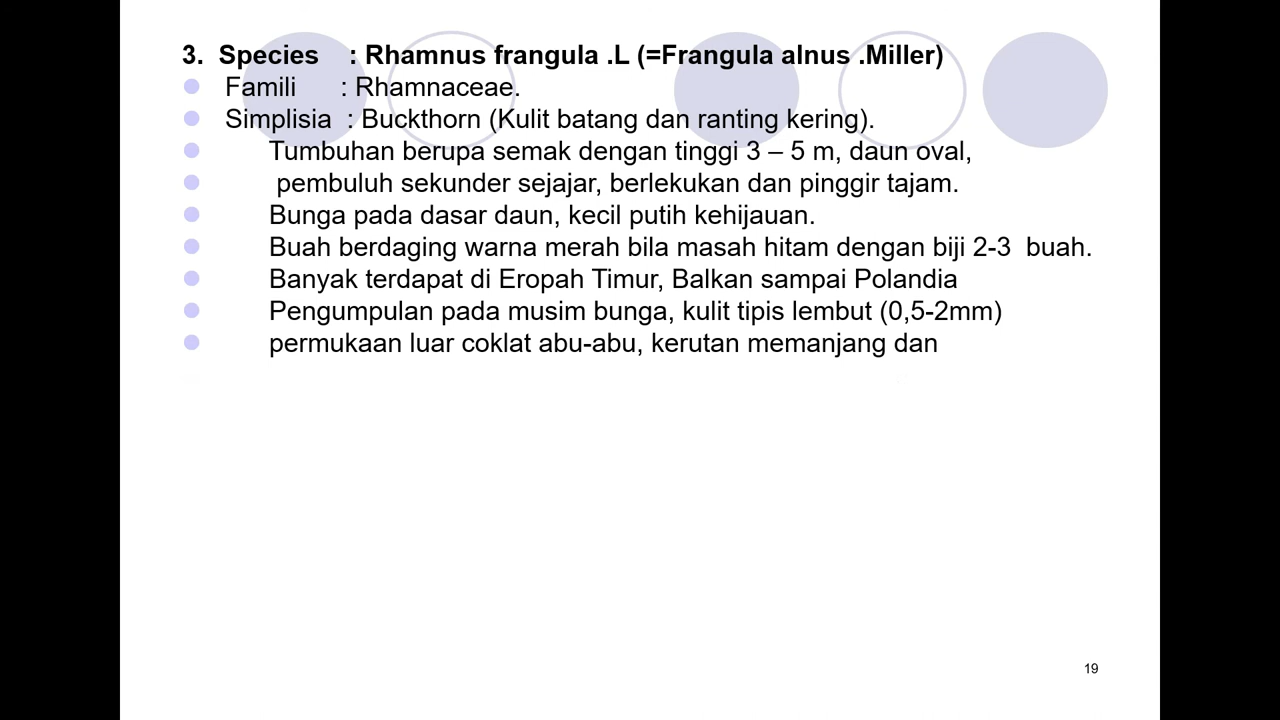 3. Species : Rhamnus frangula .L (=Frangula alnus .Miller)
Famili : Rhamnaceae.
Simplisia : Buckthorn (Kulit batang dan ranting kering).
Tumbuhan berupa semak dengan tinggi 3 – 5 m, daun oval,
pembuluh sekunder sejajar, berlekukan dan pinggir tajam.
Bunga pada dasar daun, kecil putih kehijauan.
Buah berdaging warna merah bila masah hitam dengan biji 2-3 buah.
Banyak terdapat di Eropah Timur, Balkan sampai Polandia
Pengumpulan pada musim bunga, kulit tipis lembut (0,5-2mm)
permukaan luar coklat abu-abu, kerutan memanjang dan
19